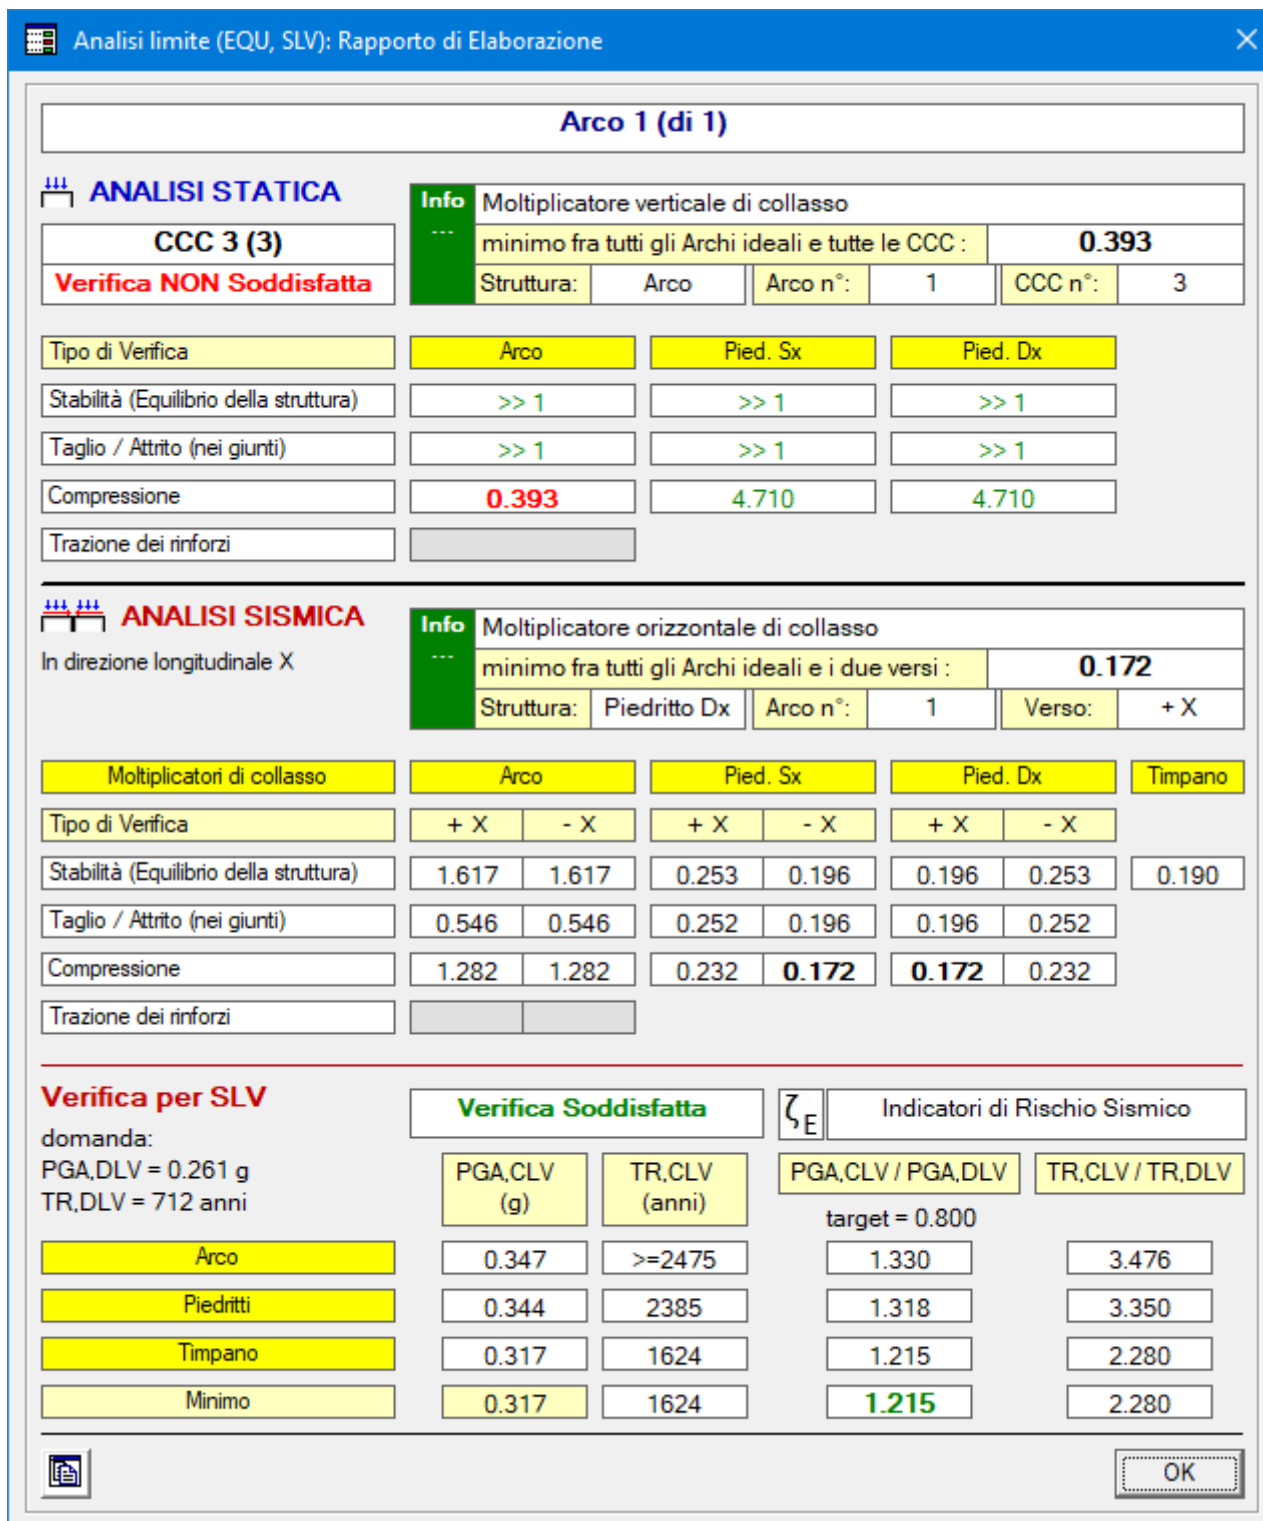 Analisi limite (EQU, SLV): Rapporto di Elaborazione
Arco 1 (di 1)
ANALISI STATICA
CCC 3 (3)
Verifica NON Soddisfatta
Info
...
Moltiplicatore verticale di collasso
minimo fra tutti gli Archi ideali e tutte le CCC : 0.393
Struttura: Arco Arco n°: 1 CCC n°: 3
Tipo di Verifica Arco Pied. Sx Pied. Dx
Stabilità (Equilibrio della struttura) >> 1 >> 1 >> 1
Taglio / Attrito (nei giunti) >> 1 >> 1 >> 1
Compressione 0.393 4.710 4.710
Trazione dei rinforzi
ANALISI SISMICA
In direzione longitudinale X
Info
...
Moltiplicatore orizzontale di collasso
minimo fra tutti gli Archi ideali e i due versi : 0.172
Struttura: Piedritto Dx Arco n°: 1 Verso: + X
Moltiplicatori di collasso Arco Pied. Sx Pied. Dx Timpano
Tipo di Verifica + X - X + X - X + X - X
Stabilità (Equilibrio della struttura) 1.617 1.617 0.253 0.196 0.196 0.253 0.190
Taglio / Attrito (nei giunti) 0.546 0.546 0.252 0.196 0.196 0.252
Compressione 1.282 1.282 0.232 0.172 0.172 0.232
Trazione dei rinforzi
Verifica per SLV
domanda:
PGA,DLV = 0.261 g
TR,DLV = 712 anni
Verifica Soddisfatta ζE Indicatori di Rischio Sismico
PGA,CLV (g) TR,CLV (anni) PGA,CLV / PGA,DLV TR,CLV / TR,DLV
target = 0.800
Arco 0.347 >=2475 1.330 3.476
Piedritti 0.344 2385 1.318 3.350
Timpano 0.317 1624 1.215 2.280
Minimo 0.317 1624 1.215 2.280
OK